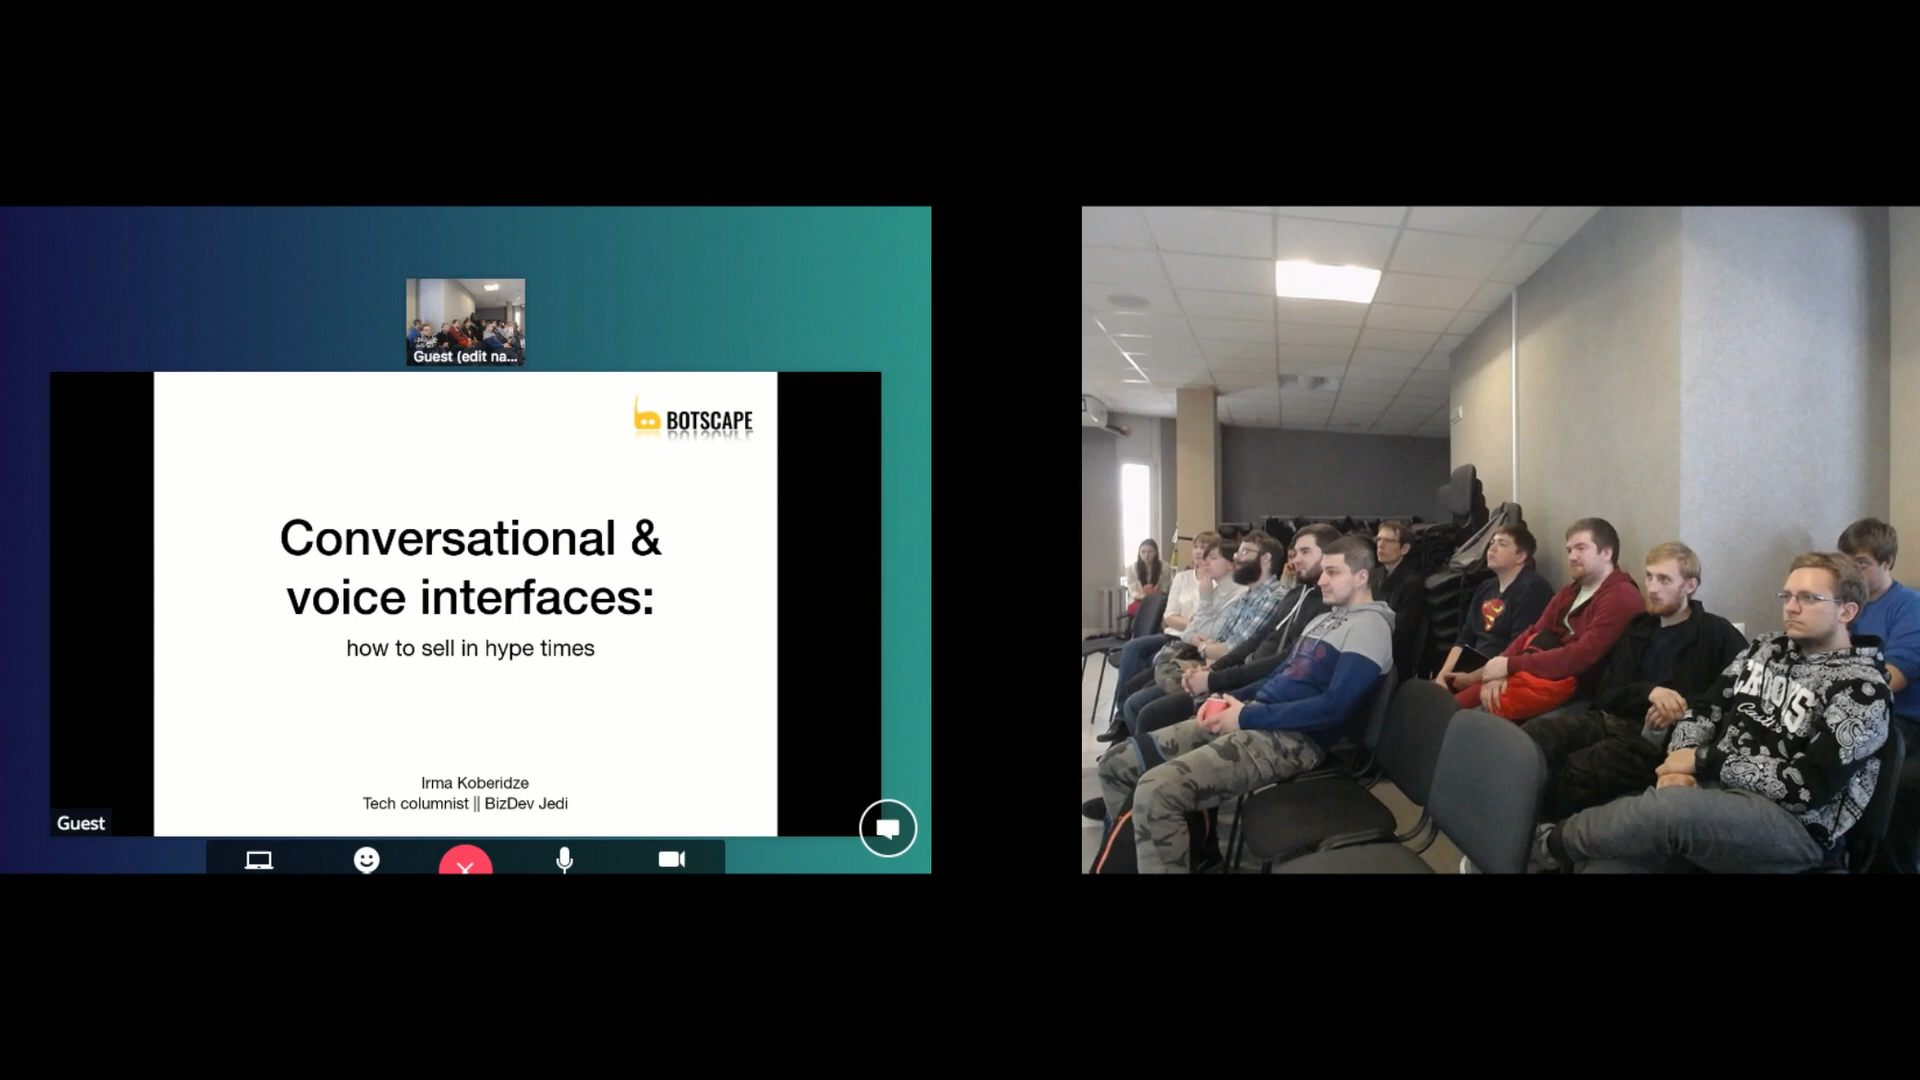 Guest (edit na...
BOTSCAPE
Conversational &
voice interfaces:
how to sell in hype times
Irma Koberidze
Tech columnist || BizDev Jedi
Guest